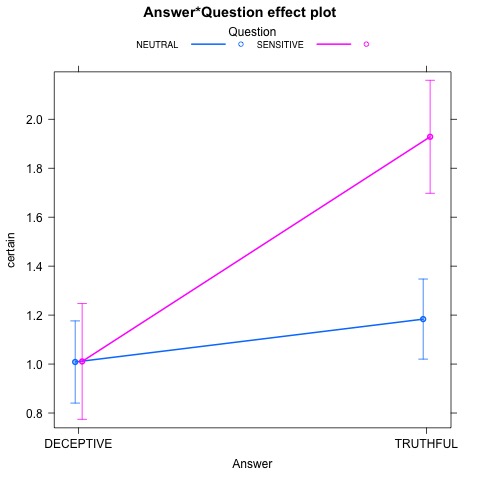 Answer*Question effect plot
Question
NEUTRAL SENSITIVE
2.0
1.8
1.6
1.4
1.2
1.0
0.8
certain
DECEPTIVE TRUTHFUL
Answer